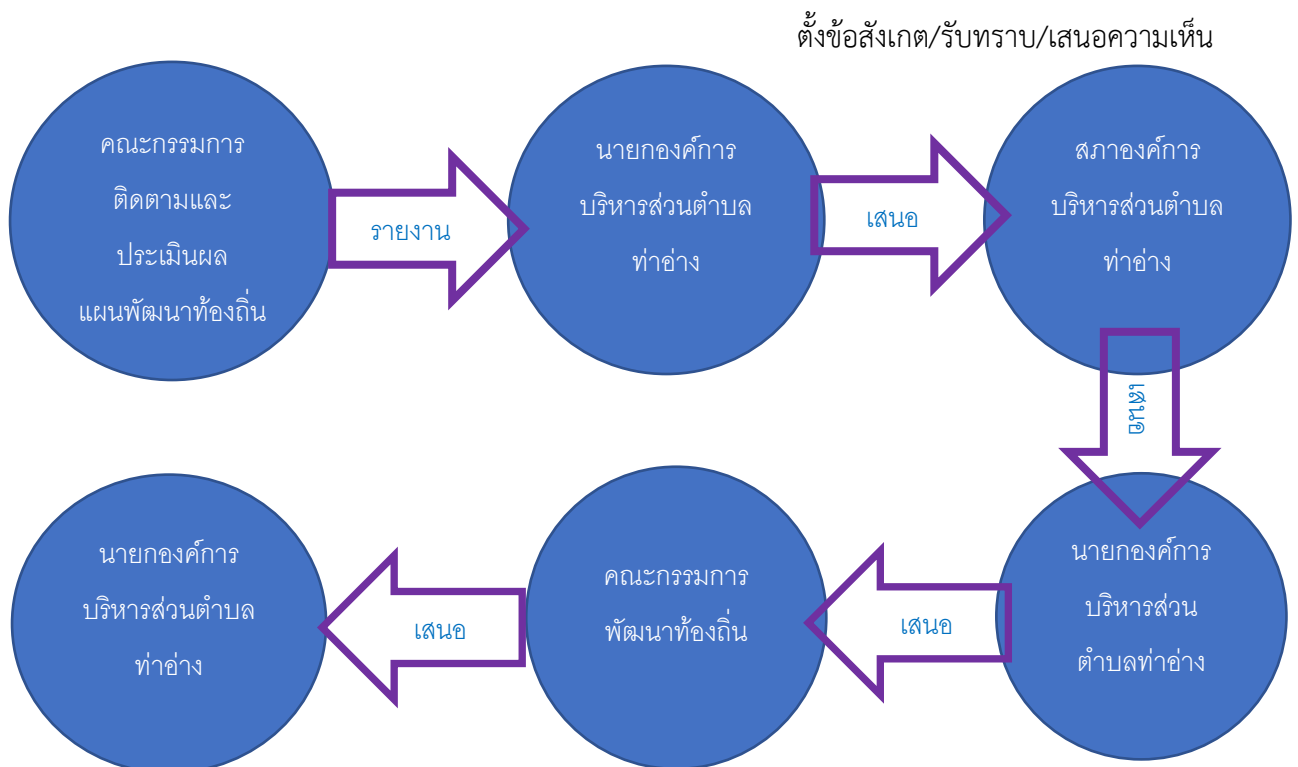 ตั้งข้อสังเกต/รับทราบ/เสนอความเห็น
คณะกรรมการ
ติดตามและ
ประเมินผล
แผนพัฒนาท้องถิ่น
รายงาน
นายกองค์การ
บริหารส่วนตำบล
ท่าอ่าง
เสนอ
สภาองค์การ
บริหารส่วนตำบล
ท่าอ่าง
เสนอ
นายกองค์การ
บริหารส่วน
ตำบลท่าอ่าง
เสนอ
คณะกรรมการ
พัฒนาท้องถิ่น
เสนอ
นายกองค์การ
บริหารส่วนตำบล
ท่าอ่าง